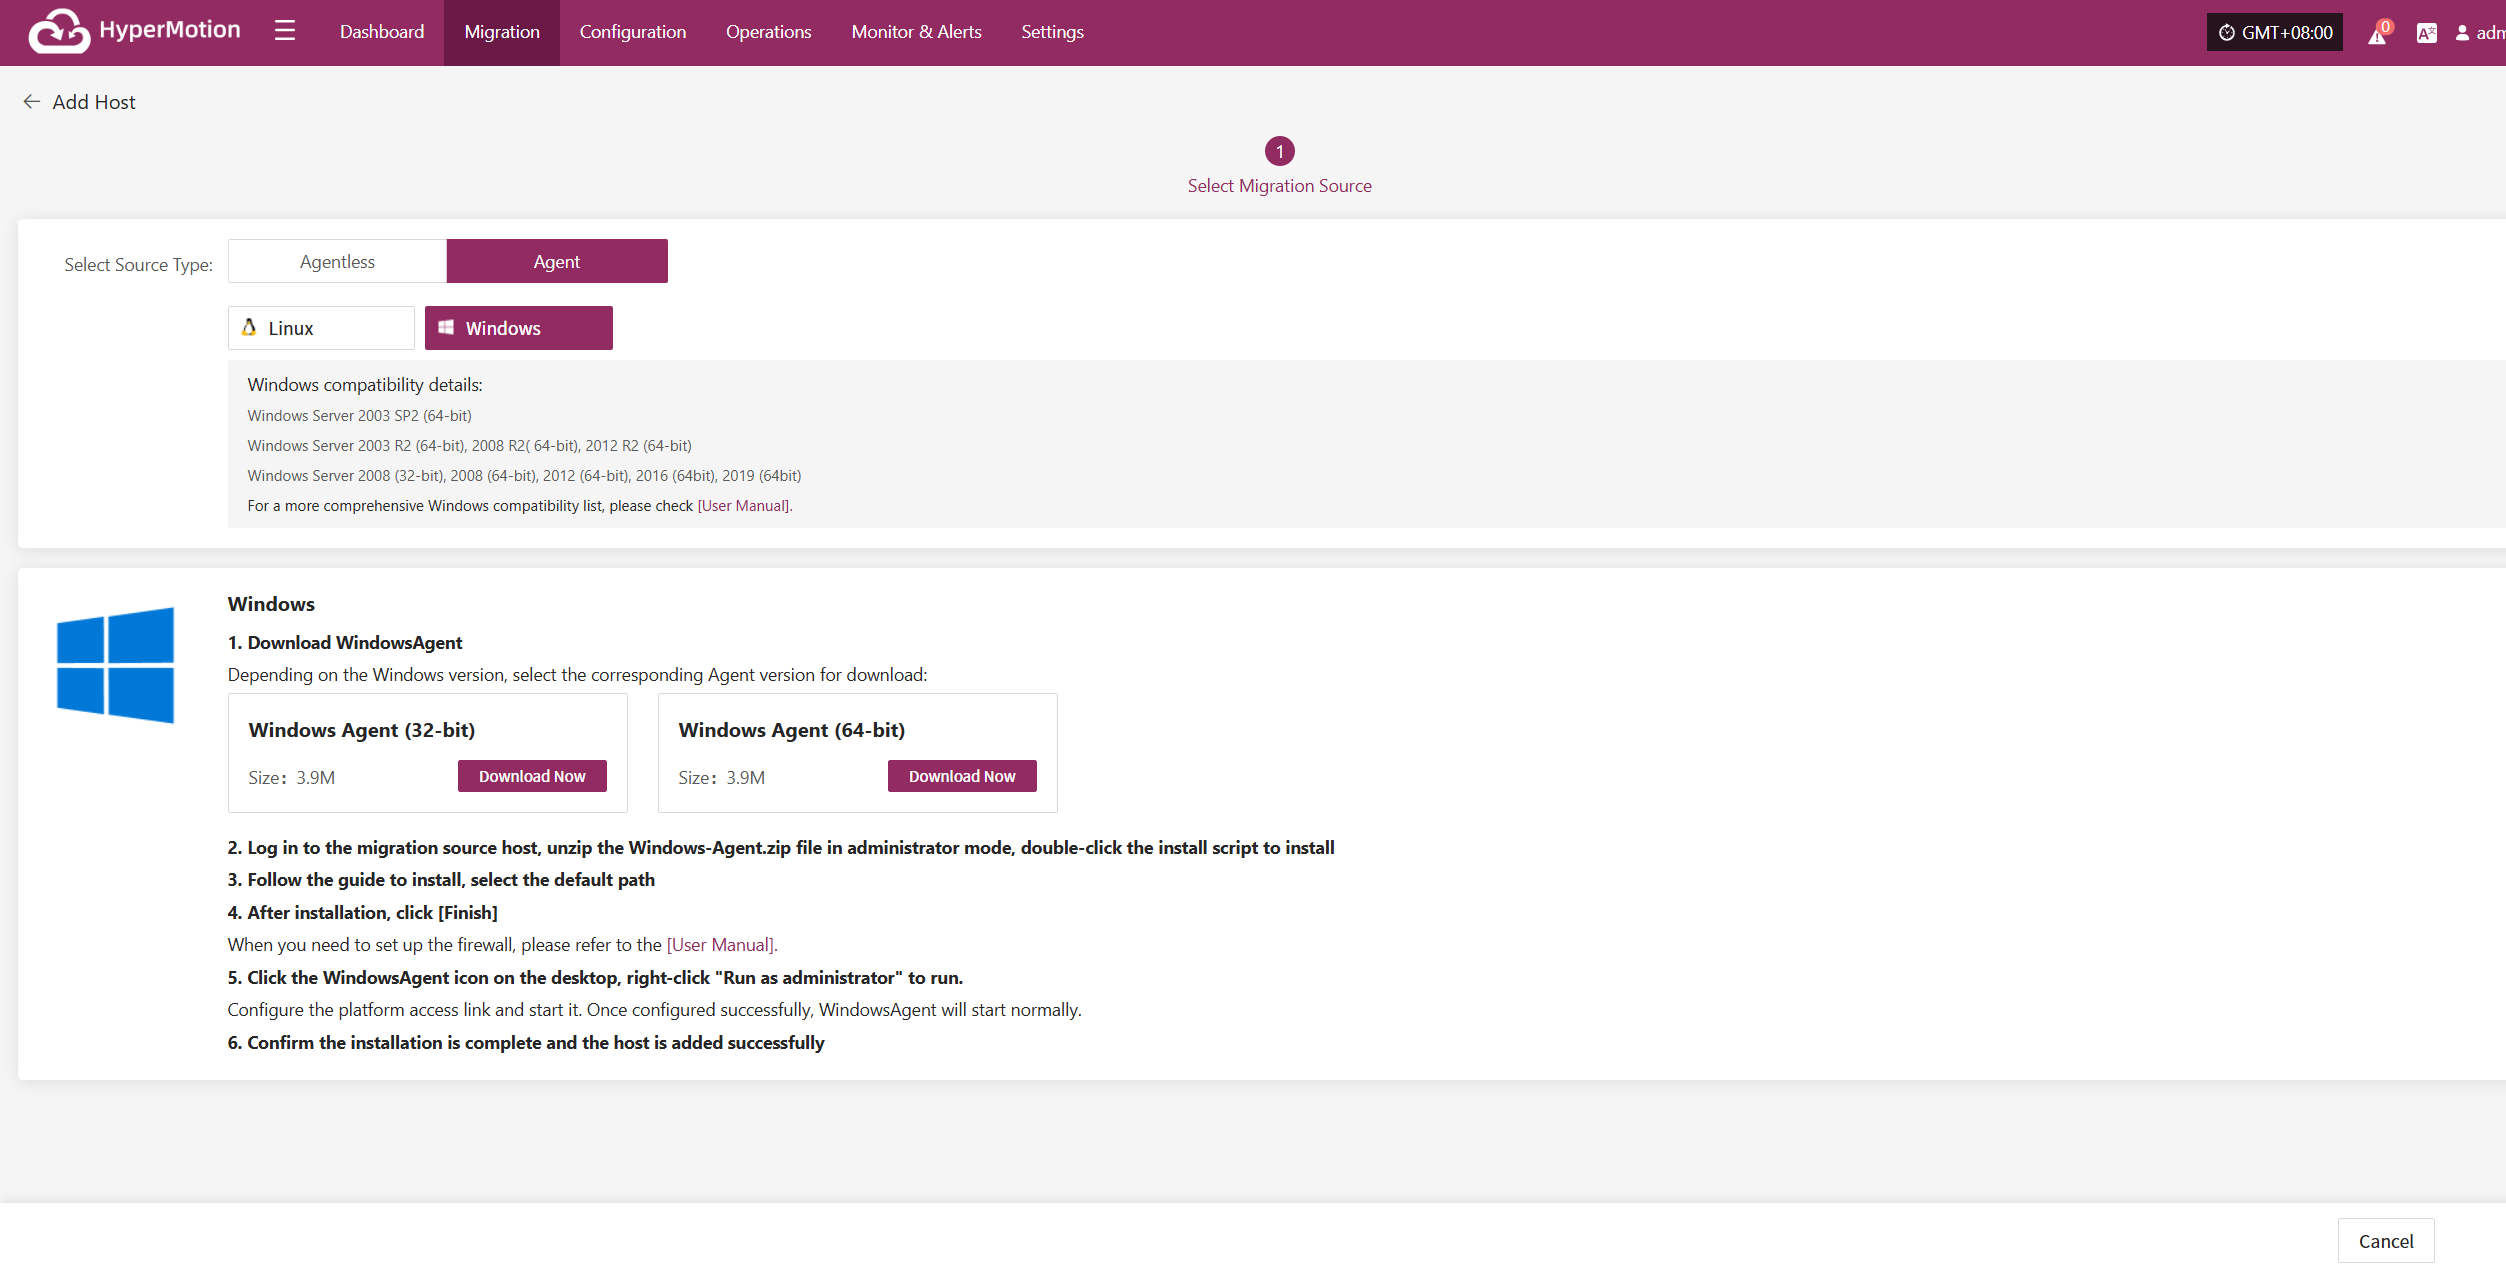 HyperMotion
Dashboard
Migration
Configuration
Operations
Monitor & Alerts
Settings
GMT+08:00
0
adm
Add Host
1
Select Migration Source
Select Source Type:
Agentless
Agent
Linux
Windows
Windows compatibility details:
Windows Server 2003 SP2 (64-bit)
Windows Server 2003 R2 (64-bit), 2008 R2( 64-bit), 2012 R2 (64-bit)
Windows Server 2008 (32-bit), 2008 (64-bit), 2012 (64-bit), 2016 (64bit), 2019 (64bit)
For a more comprehensive Windows compatibility list, please check [User Manual].
Windows
1. Download WindowsAgent
Depending on the Windows version, select the corresponding Agent version for download:
Windows Agent (32-bit)
Size：3.9M
Download Now
Windows Agent (64-bit)
Size：3.9M
Download Now
2. Log in to the migration source host, unzip the Windows-Agent.zip file in administrator mode, double-click the install script to install
3. Follow the guide to install, select the default path
4. After installation, click [Finish]
When you need to set up the firewall, please refer to the [User Manual].
5. Click the WindowsAgent icon on the desktop, right-click "Run as administrator" to run.
Configure the platform access link and start it. Once configured successfully, WindowsAgent will start normally.
6. Confirm the installation is complete and the host is added successfully
Cancel